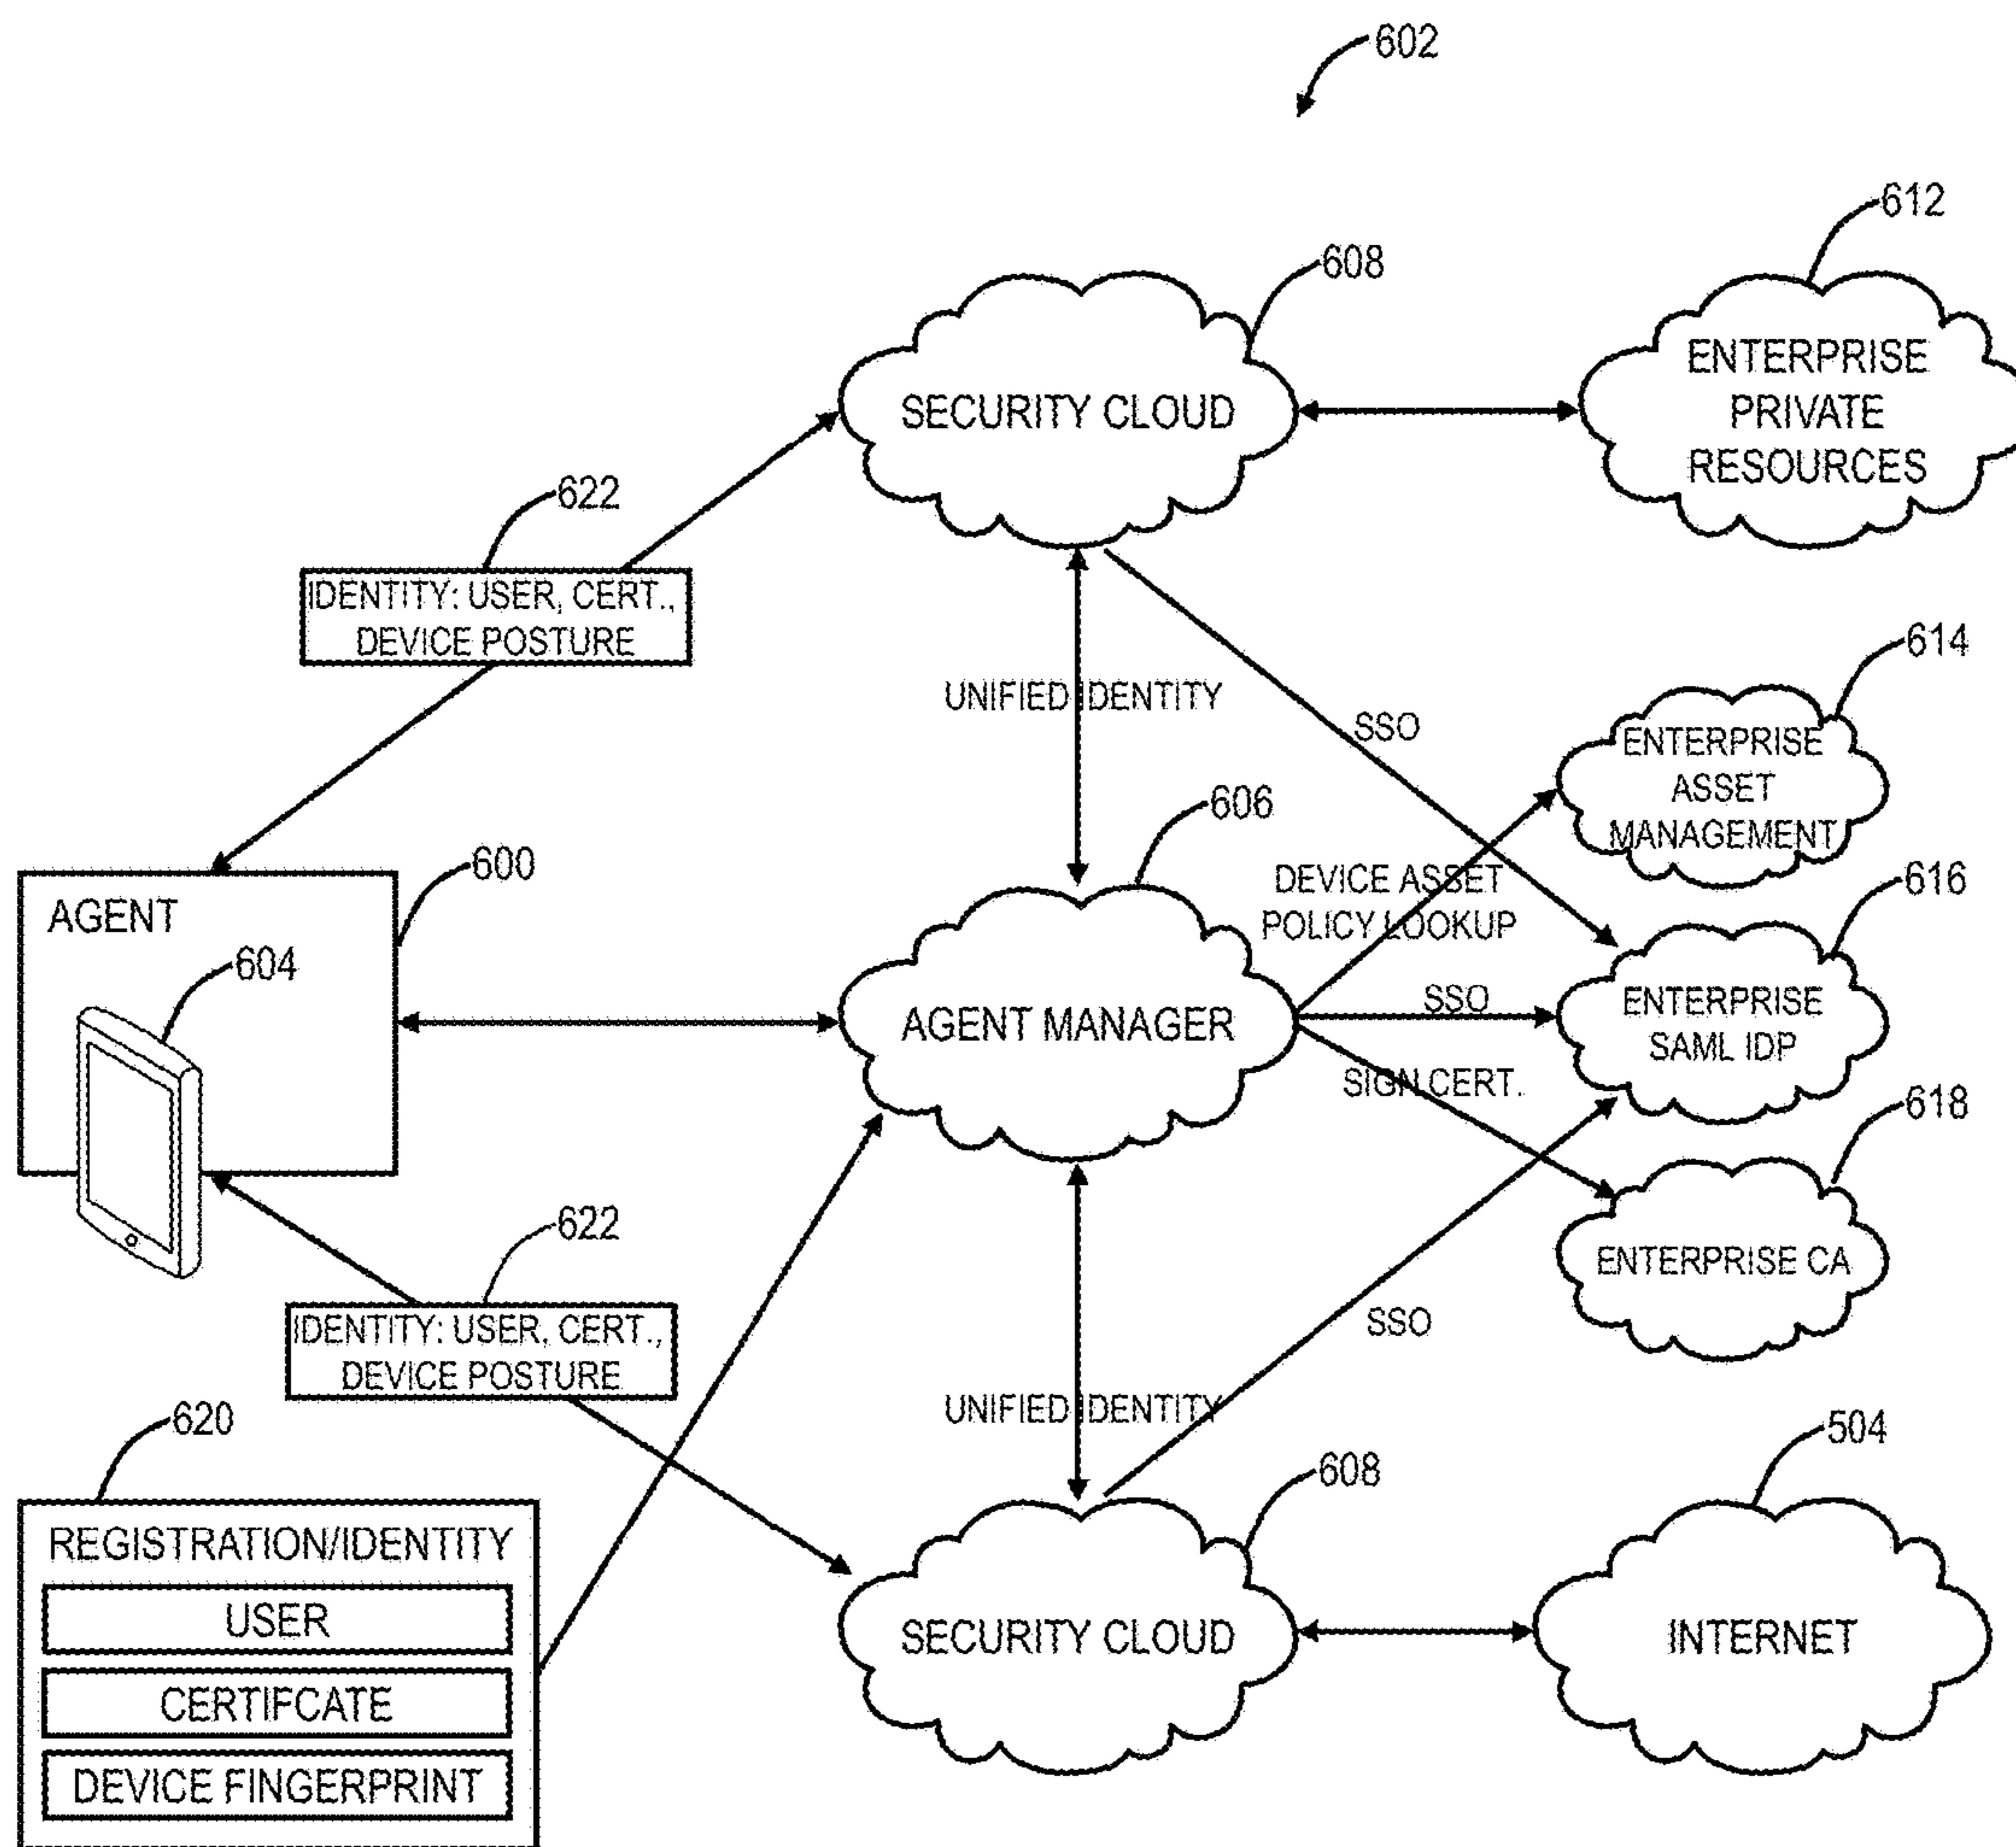 602
612
608
SECURITY CLOUD
ENTERPRISE
PRIVATE
RESOURCES
622
IDENTITY: USER, CERT.,
DEVICE POSTURE
UNIFIED IDENTITY
SSO
614
ENTERPRISE
ASSET
MANAGEMENT
606
600
AGENT
604
DEVICE ASSET
POLICY LOOKUP
616
AGENT MANAGER
SSO
ENTERPRISE
SAML IDP
SIGN CERT.
618
ENTERPRISE CA
622
IDENTITY: USER, CERT.,
DEVICE POSTURE
SSO
UNIFIED IDENTITY
620
REGISTRATION/IDENTITY
USER
CERTIFCATE
DEVICE FINGERPRINT
608
SECURITY CLOUD
504
INTERNET